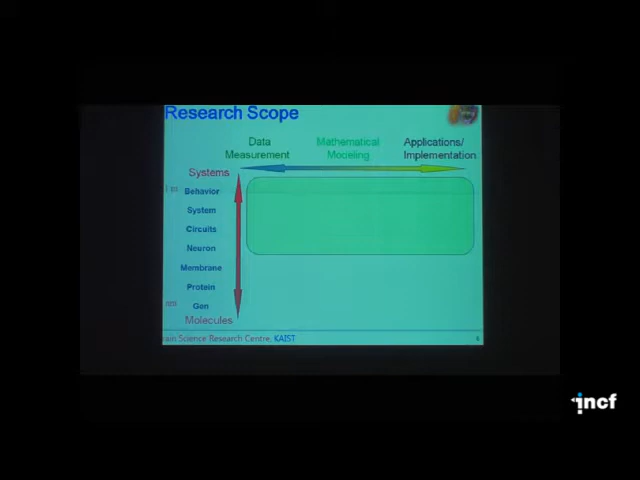 Research Scope
Data Measurement
Mathematical Modeling
Applications/ Implementation
Systems
Behavior
System
Circuits
Neuron
Membrane
Protein
Gen
Molecules
ain Science Research Centre, KAIST
incf